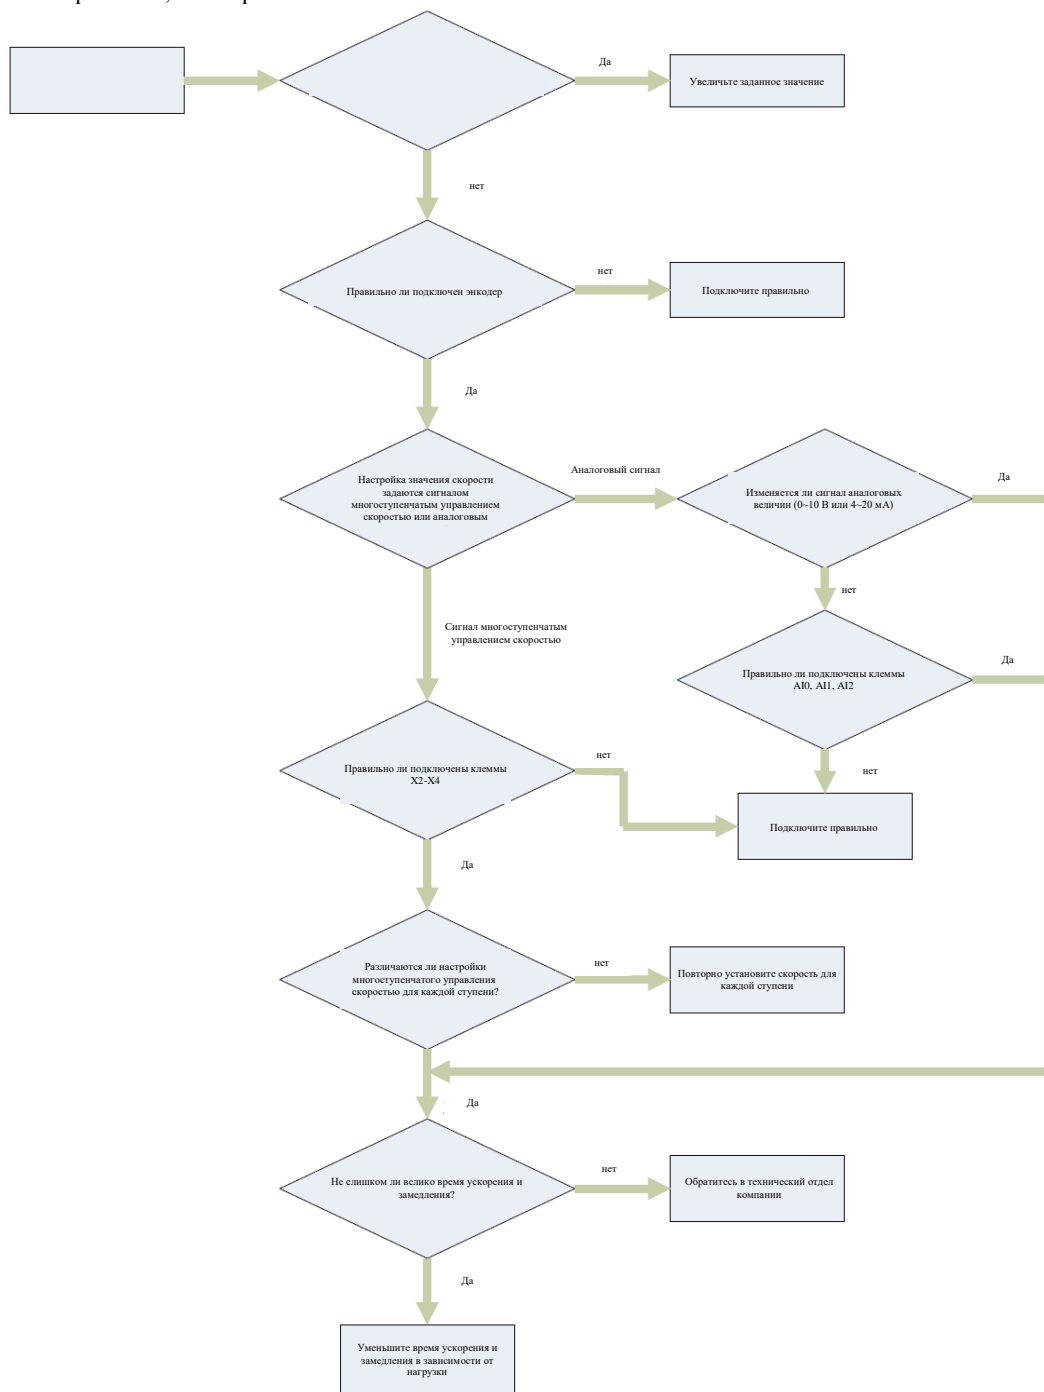 Да
Увеличьте заданное значение
нет
Правильно ли подключен энкодер
нет
Подключите правильно
Да
Настройка значения скорости
задаются сигналом
многоступенчатым управлением
скоростью или аналоговым
Аналоговый сигнал
Изменяется ли сигнал аналоговых
величин (0~10 В или 4~20 мА)
Да
нет
Сигнал многоступенчатым
управлением скоростью
Правильно ли подключены клеммы
AI0, AI1, AI2
Да
нет
Правильно ли подключены клеммы
X2-X4
нет
Подключите правильно
Да
Различаются ли настройки
многоступенчатого управления
скоростью для каждой ступени?
нет
Повторно установите скорость для
каждой ступени
Да
Не слишком ли велико время ускорения и
замедления?
нет
Обратитесь в технический отдел
компании
Да
Уменьшите время ускорения и
замедления в зависимости от
нагрузки